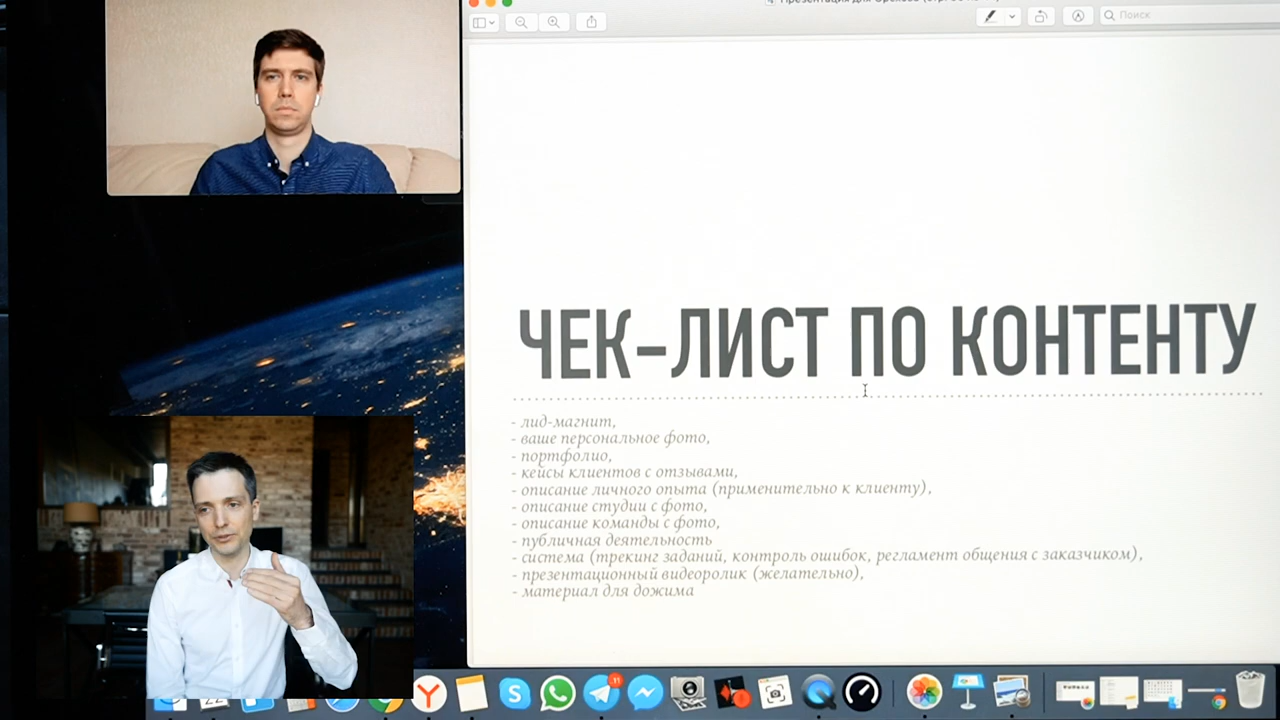 Поиск
ЧЕК-ЛИСТ ПО КОНТЕНТУ
- лид-магнит,
- ваше персональное фото,
- портфолио,
- кейсы клиентов с отзывами,
- описание личного опыта (применительно к клиенту),
- описание студии с фото,
- описание команды с фото,
- публичная деятельность
- система (трекинг заданий, контроль ошибок, регламент общения с заказчиком),
- презентационный видеоролик (желательно),
- материал для дожима